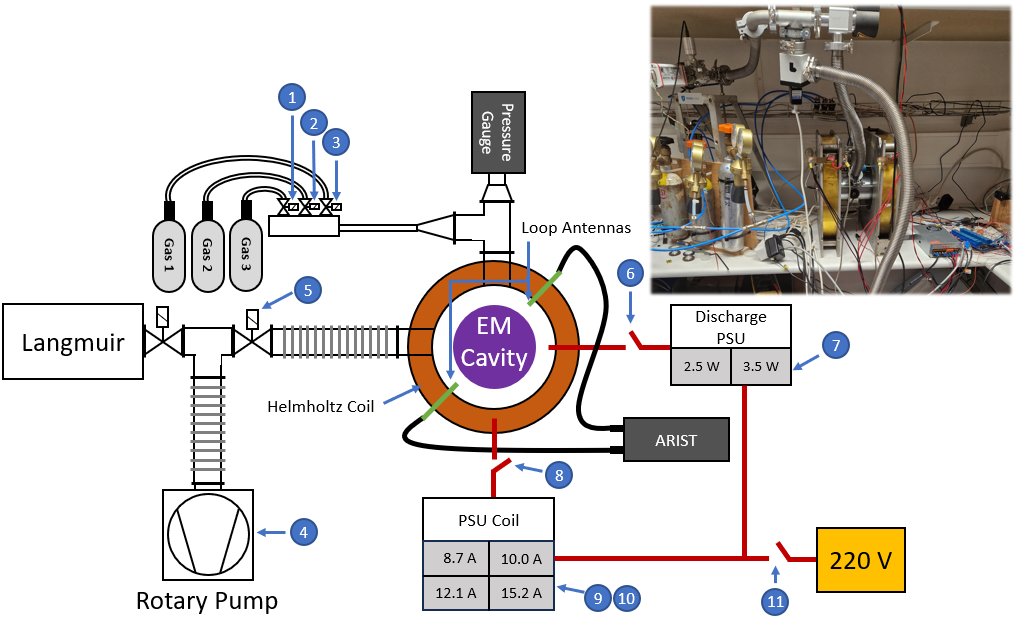 1
2
3
Pressure
Gauge
Loop Antennas
Gas 1
Gas 2
Gas 3
5
6
Langmuir
EM
Cavity
Discharge
PSU
2.5 W
3.5 W
7
Helmholtz Coil
ARIST
4
8
PSU Coil
8.7 A
10.0 A
12.1 A
15.2 A
9
10
220 V
11
Rotary Pump